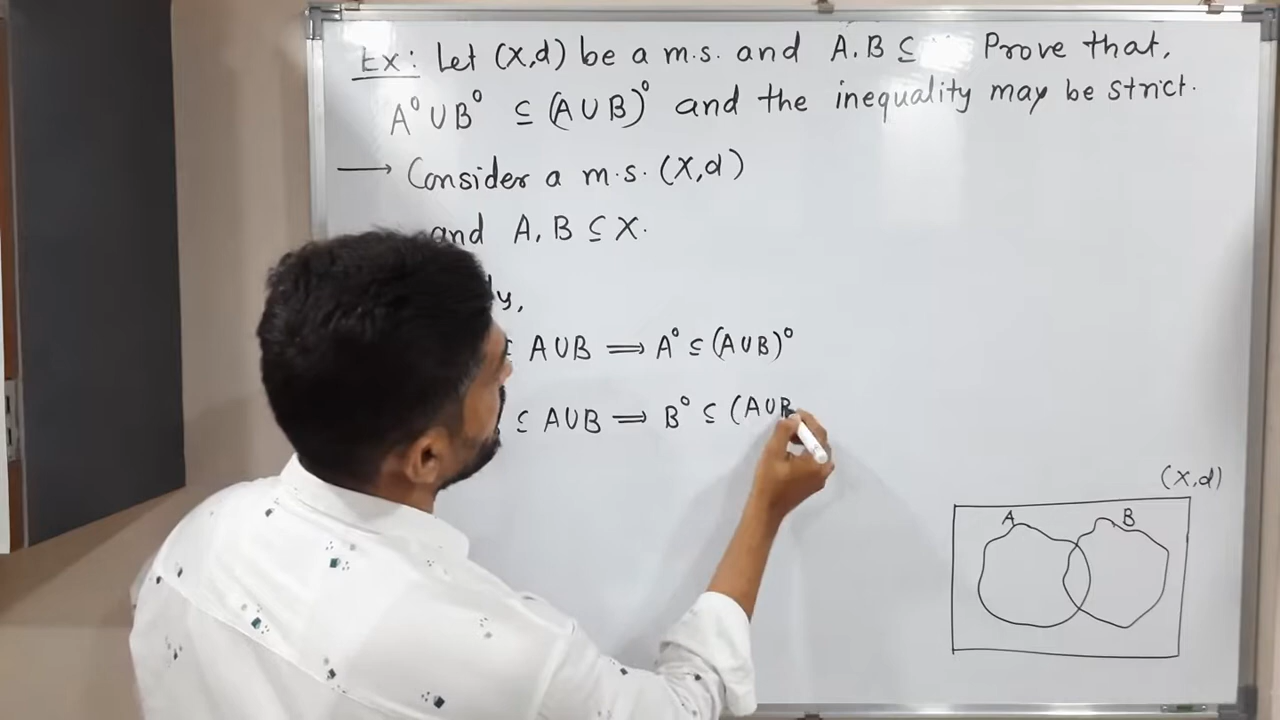 Ex: Let (X,d) be a m.s. and A.B ⊆ Prove that,
A° ∪ B° ⊆ (A ∪ B)° and the inequality may be strict.
→ Consider a m.s. (X,d)
and A, B ⊆ X.
y,
⊆ A∪B ⟹ A° ⊆ (A∪B)°
⊆ A∪B ⟹ B° ⊆ (A∪B
(X,d)
A B